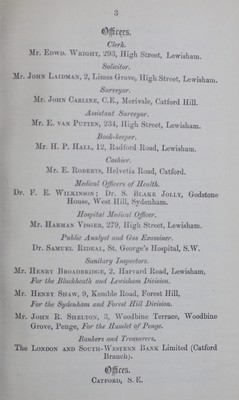 3
Officers.
Clerk.
Mr. Edwd. Wright, 293, High Street, Lewisham.
Solicitor.
Mr. John Laidman, 2, Limes Grove, High Street, Lewisham.
Surveyor.
Mr. John Carline, C.E., Merivale, Catford Hill.
Assistant Surveyor.
Mr. E. van Putten, 234, High Street, Lewisham.
Book-keeper.
Mr. H. P. Hall, 12, Radford Road, Lewisham.
Cashier.
Mr. E. Roberts, Helvetia Road, Catford.
Medical Officers of Health.
Dr. F. E. Wilkinson; Dr. S. Blake Jolly, Godstone
House, West Hill, Sydenham.
Hospital Medical Officer.
Mr. Harman Visger, 279, High Street, Lewisham.
Public Analyst and Gas Examiner.
Dr. Samuel Rideal, St. George's Hospital, S.W.
Sanitary Inspectors.
Mr. Henry Broadbridge, 2, Harvard Road, Lewisham,
For the Blackheath and Lewisham Division.
Mr. Henry Shaw, 9, Kemble Road, Forest Hill,
For the Sydenham and Forest Hill Division.
Mr. John R. Shelton, 3, Woodbine Terrace, Woodbine
Grove, Penge, For the Hamlet of Penge.
Bankers and Treasurers.
The London and South-Western Bank Limited (Catford
Branch).
Offices.
Catford, S.E.